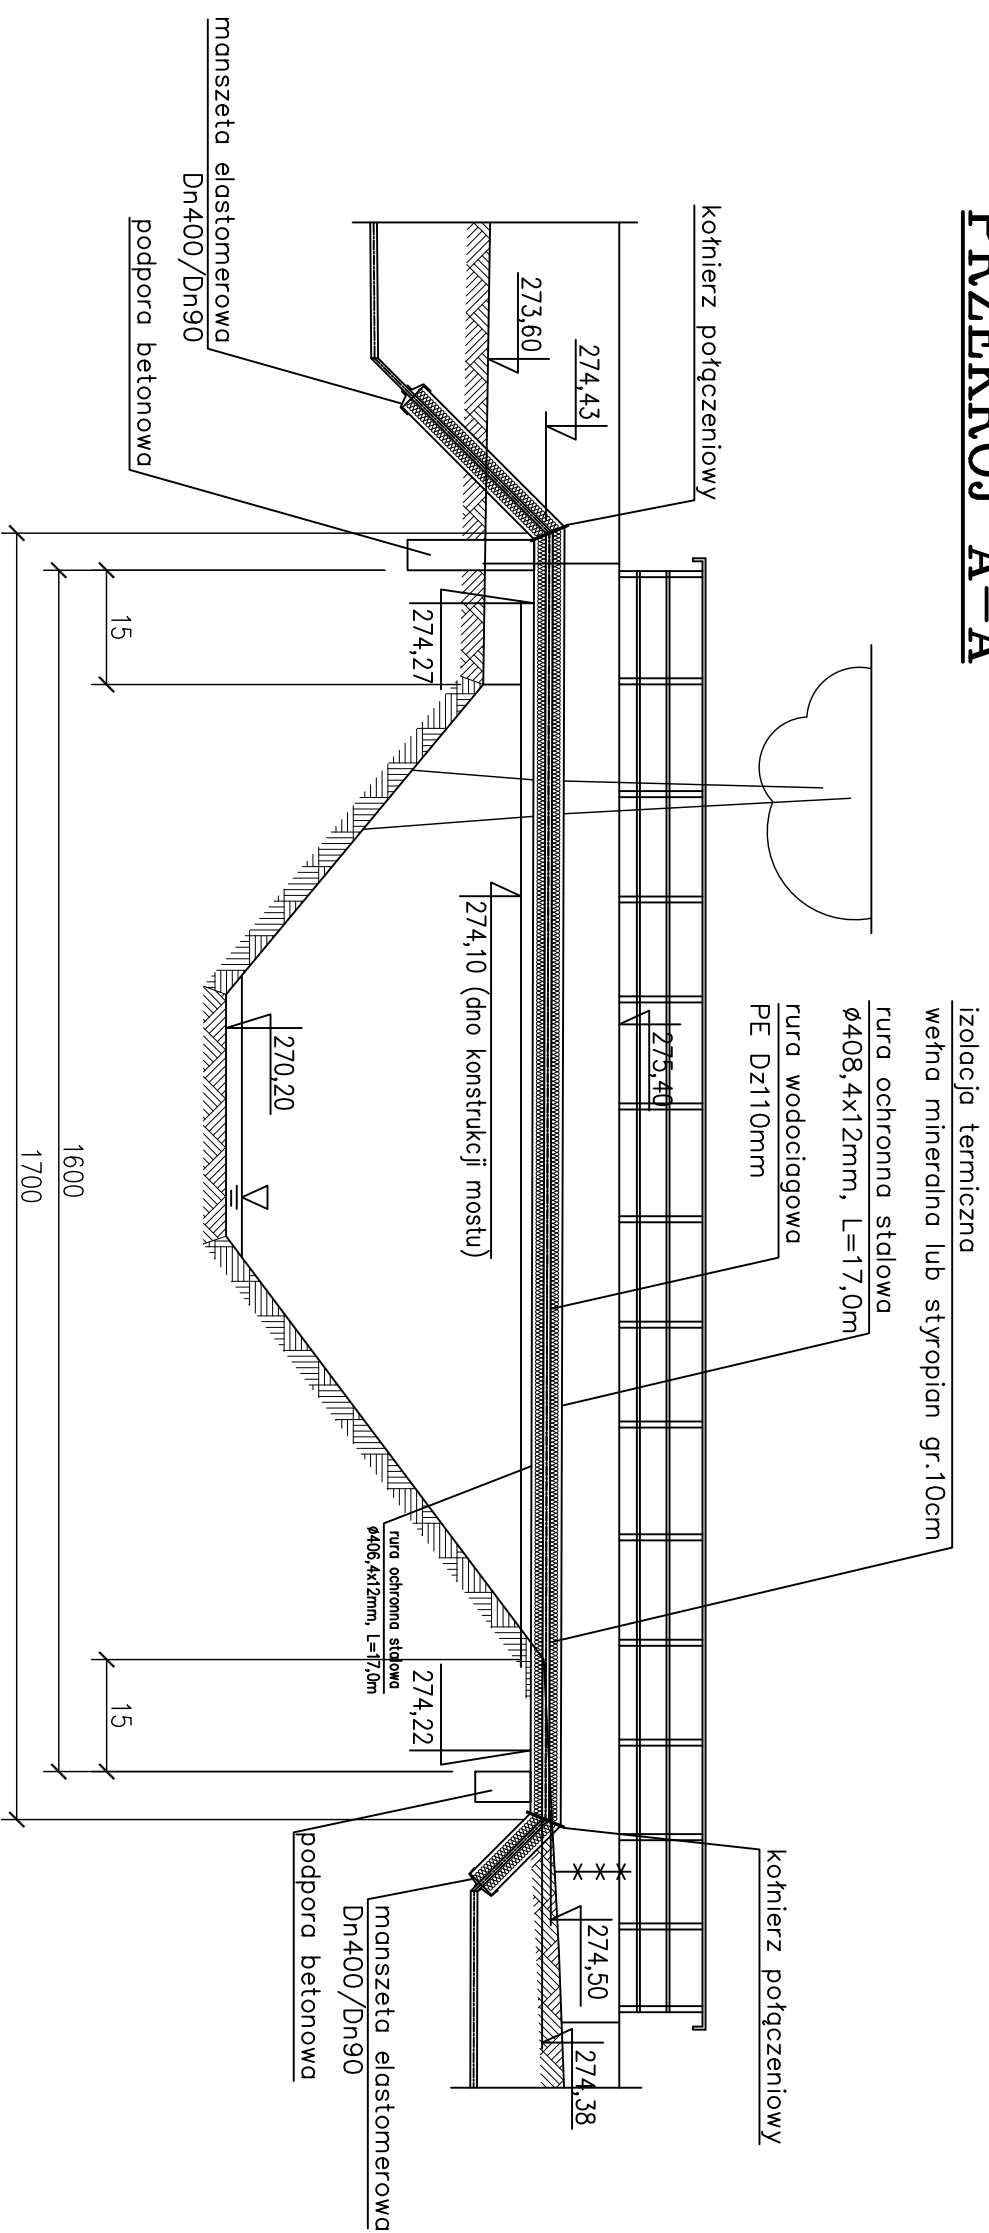 PRZEKRÓJ A-A
kołnierz połączeniowy
274,43
273,60
manszeta elastomerowa
Dn400/Dn90
podpora betonowa
izolacja termiczna
wełna mineralna lub styropian gr.10cm
rura ochronna stalowa
ø408,4x12mm, L=17,0m
rura wodociągowa
PE Dz110mm
275,40
274,10 (dno konstrukcji mostu)
274,27
270,20
rura ochronna stalowa
ø406,4x12mm, L=17,0m
274,22
kołnierz połączeniowy
274,50
274,38
manszeta elastomerowa
Dn400/Dn90
podpora betonowa
15
15
1600
1700